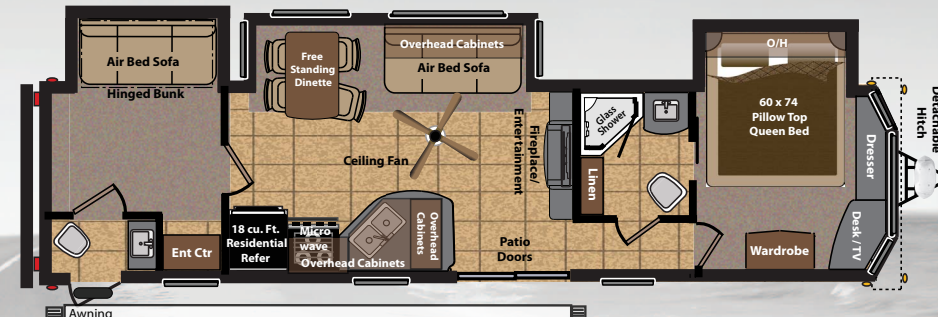 Air Bed Sofa
Hinged Bunk
Free
Standing
Dinette
Overhead Cabinets
Air Bed Sofa
Ceiling Fan
Fireplace/
Entertainment
Glass
Shower
Linen
O/H
60 x 74
Pillow Top
Queen Bed
Dresser
Detachable
Hitch
Ent Ctr
18 cu. Ft.
Residential
Refer
Micro
wave
Overhead Cabinets
Overhead
Cabinets
Patio
Doors
Wardrobe
Desk / TV
Awning